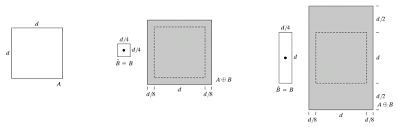 d
d
A
d/4
d/4
B̂ = B
A ⊕ B
d/8
d
d/8
d/4
d
B̂ = B
d/2
d
d/2
A ⊕ B
d/8
d
d/8